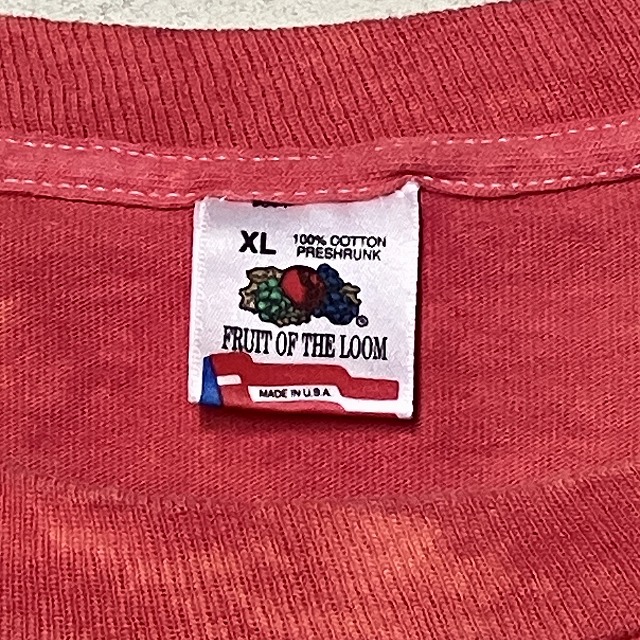 XL 100% COTTON
PRESHRUNK
®
FRUIT OF THE LOOM
MADE IN U.S.A.